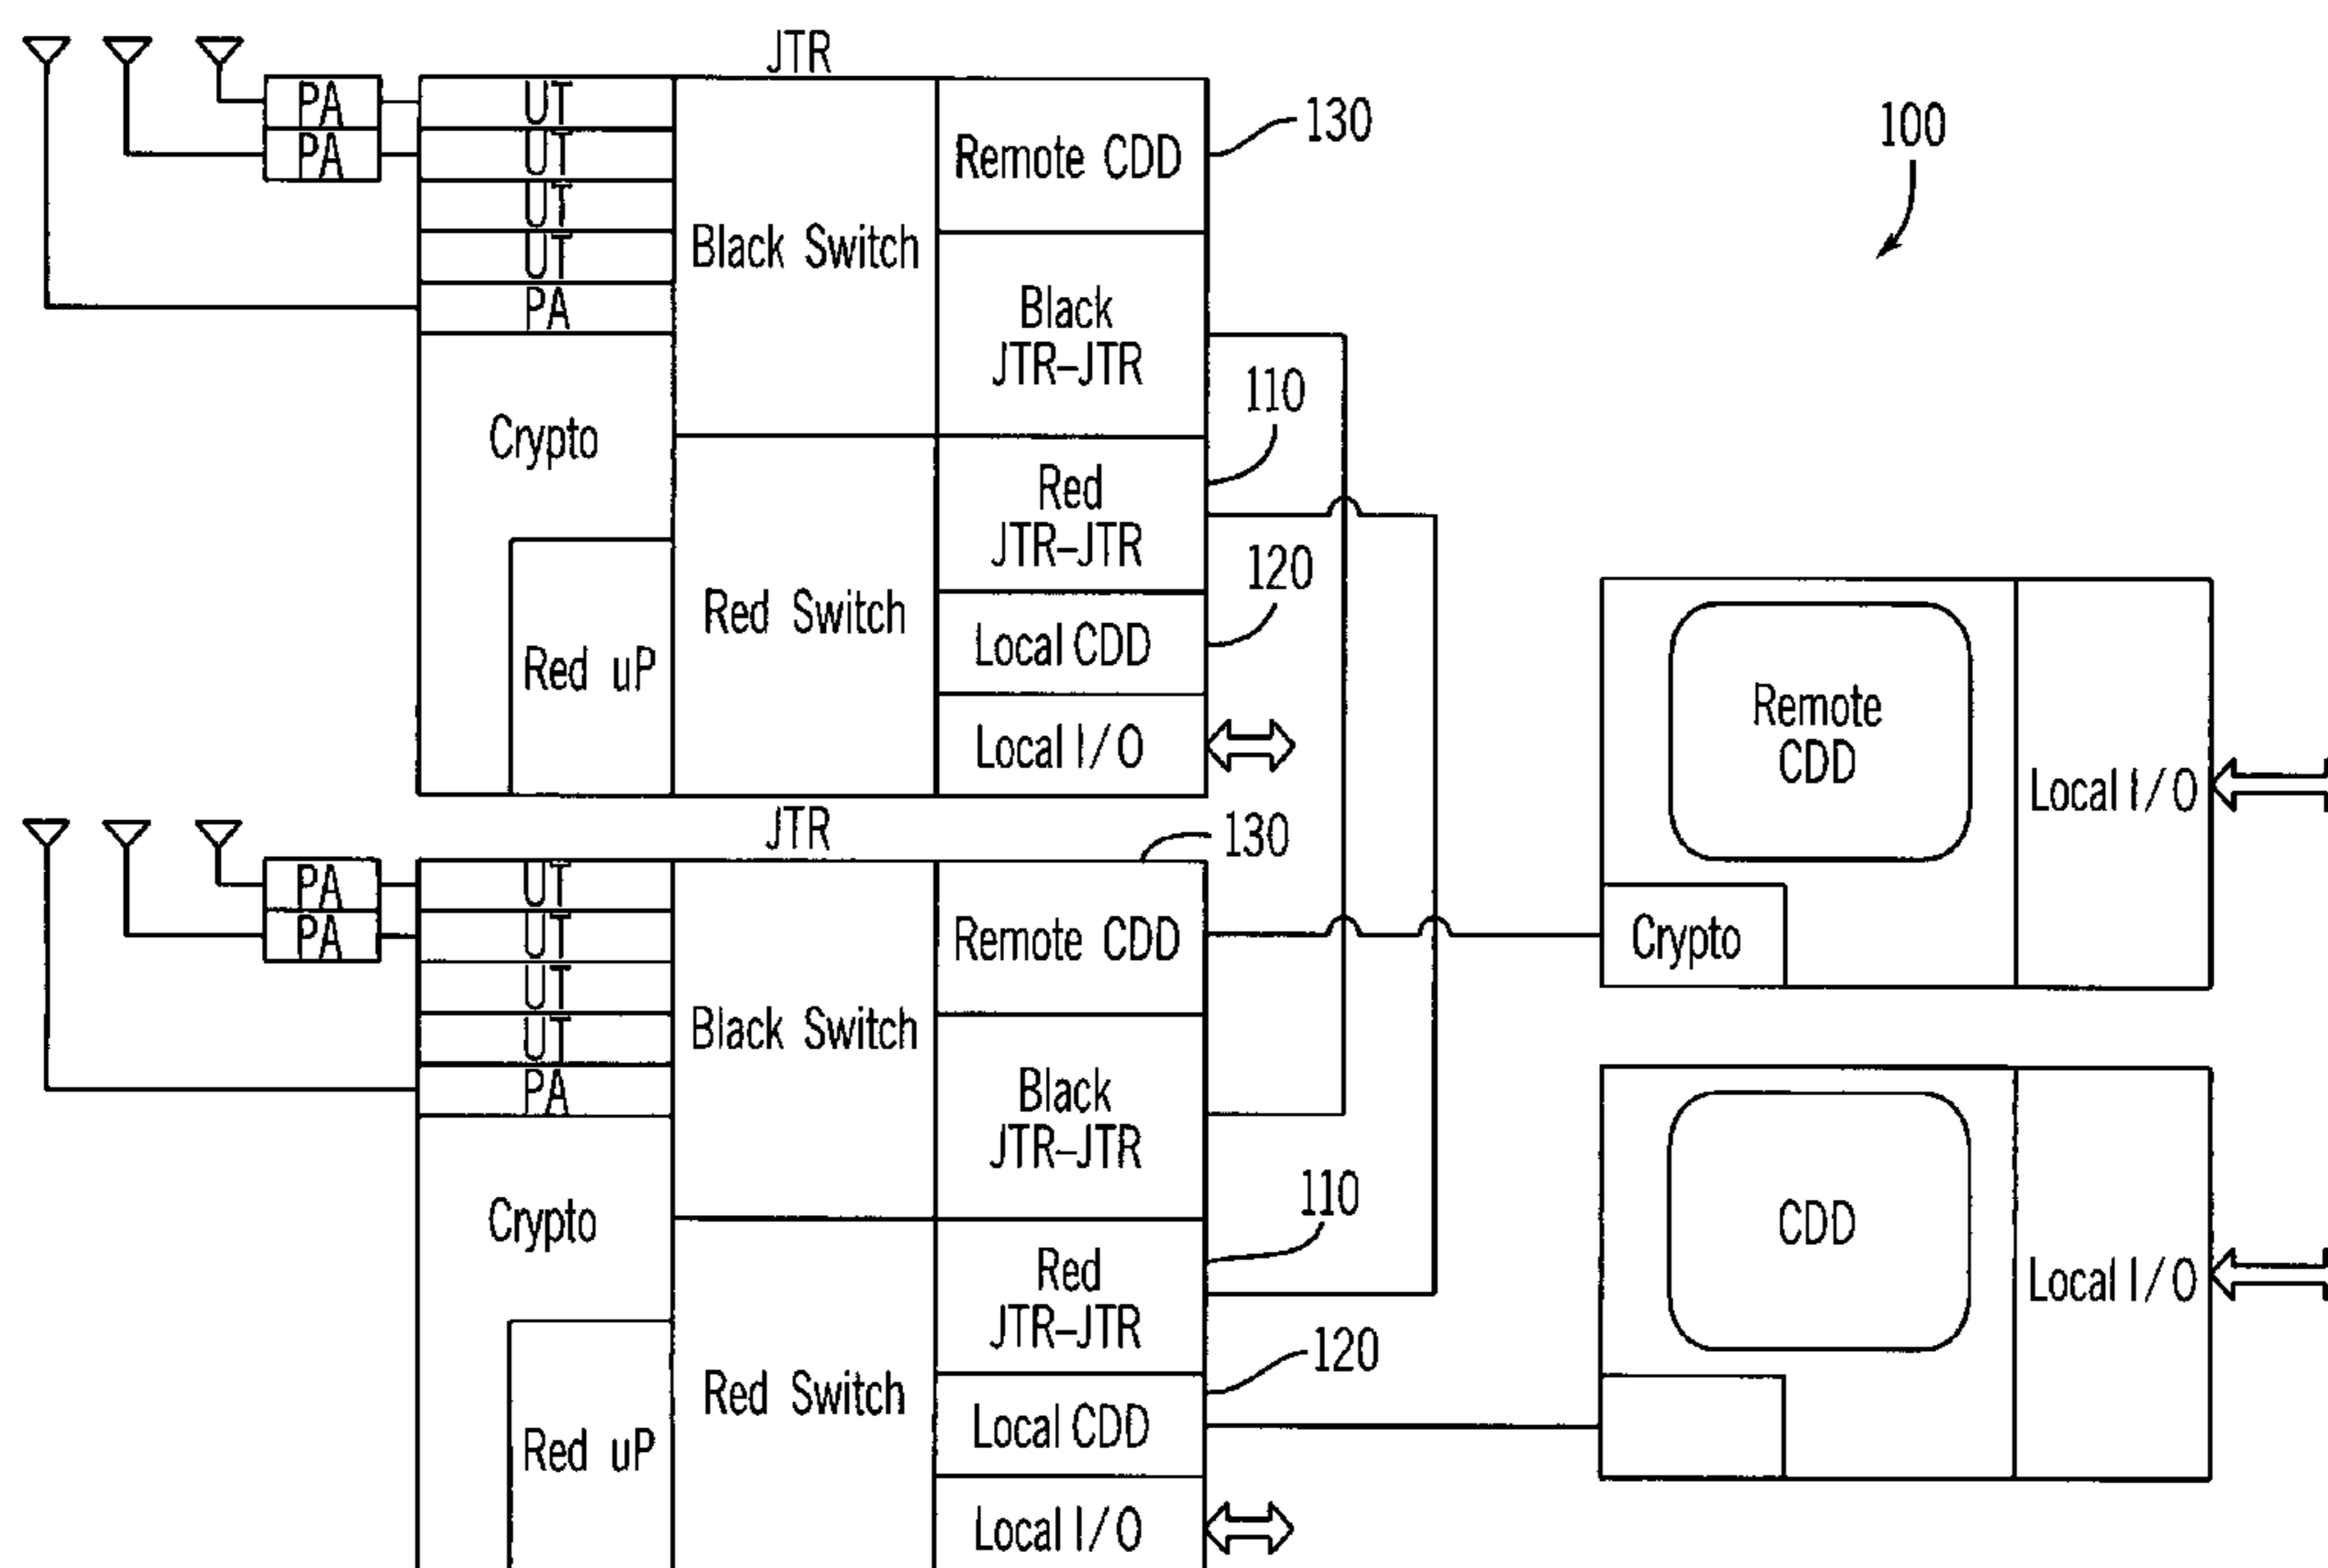 JTR
PA
PA
UT
UT
UT
UT
PA
Crypto
Red uP
Black Switch
Red Switch
Remote CDD
Black
JTR–JTR
Red
JTR–JTR
Local CDD
Local I/O
130
110
120
100
JTR
PA
PA
UT
UT
UT
UT
PA
Crypto
Red uP
Black Switch
Red Switch
Remote CDD
Black
JTR–JTR
Red
JTR–JTR
Local CDD
Local I/O
130
110
120
Remote
CDD
Crypto
Local I/O
CDD
Local I/O